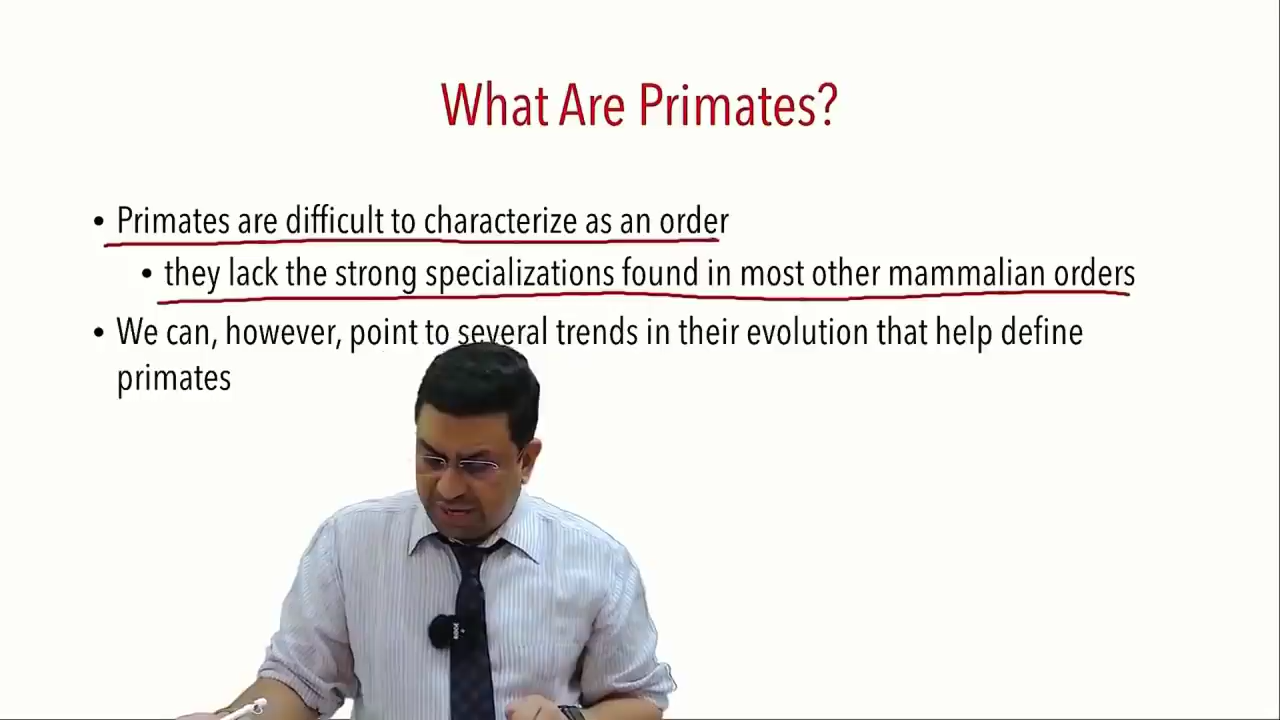 What Are Primates?
• Primates are difficult to characterize as an order
• they lack the strong specializations found in most other mammalian orders
• We can, however, point to several trends in their evolution that help define
primates
RODE